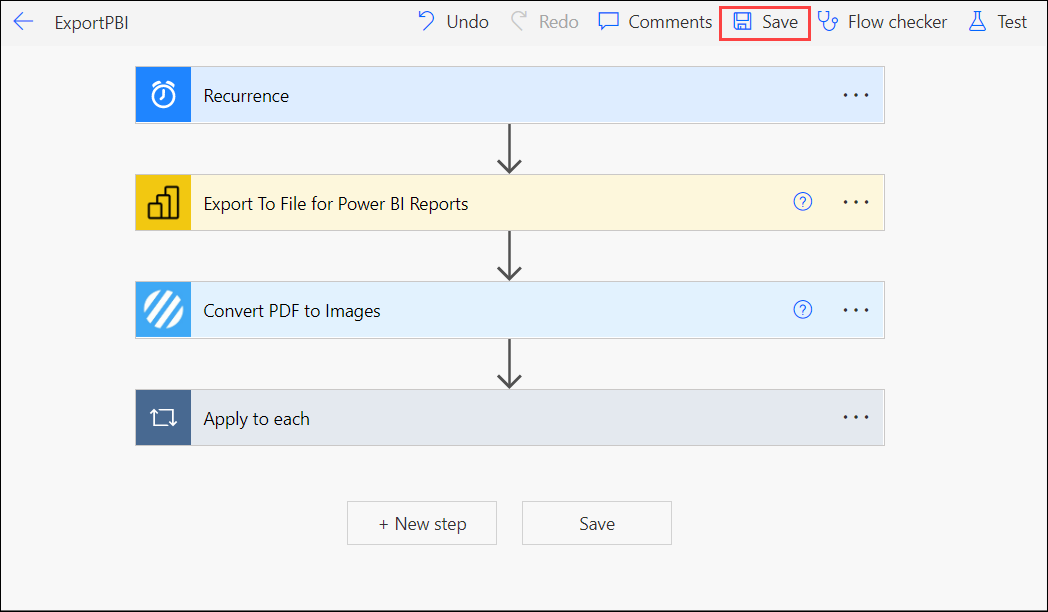 ExportPBI Undo Redo Comments Save Flow checker Test
Recurrence
Export To File for Power BI Reports
Convert PDF to Images
Apply to each
+ New step Save